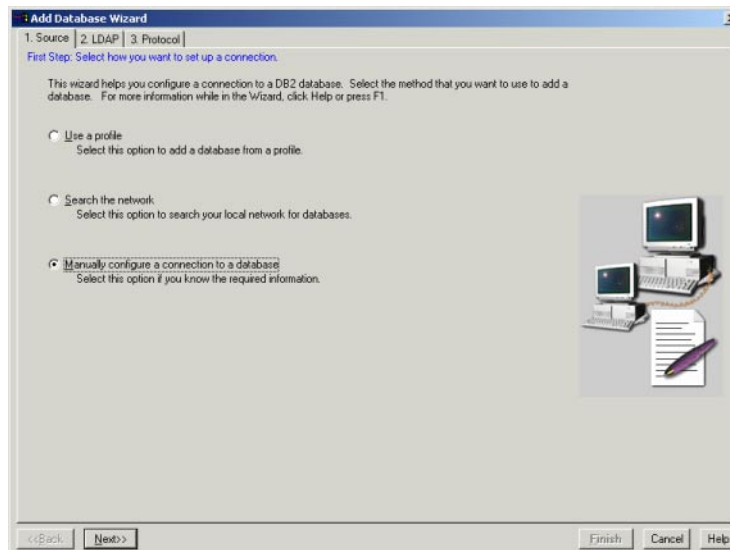 Add Database Wizard
1. Source 2. LDAP 3. Protocol
First Step: Select how you want to set up a connection.
This wizard helps you configure a connection to a DB2 database. Select the method that you want to use to add a
database. For more information while in the Wizard, click Help or press F1.
Use a profile
Select this option to add a database from a profile.
Search the network
Select this option to search your local network for databases.
Manually configure a connection to a database
Select this option if you know the required information.
<<Back Next>> Finish Cancel Help